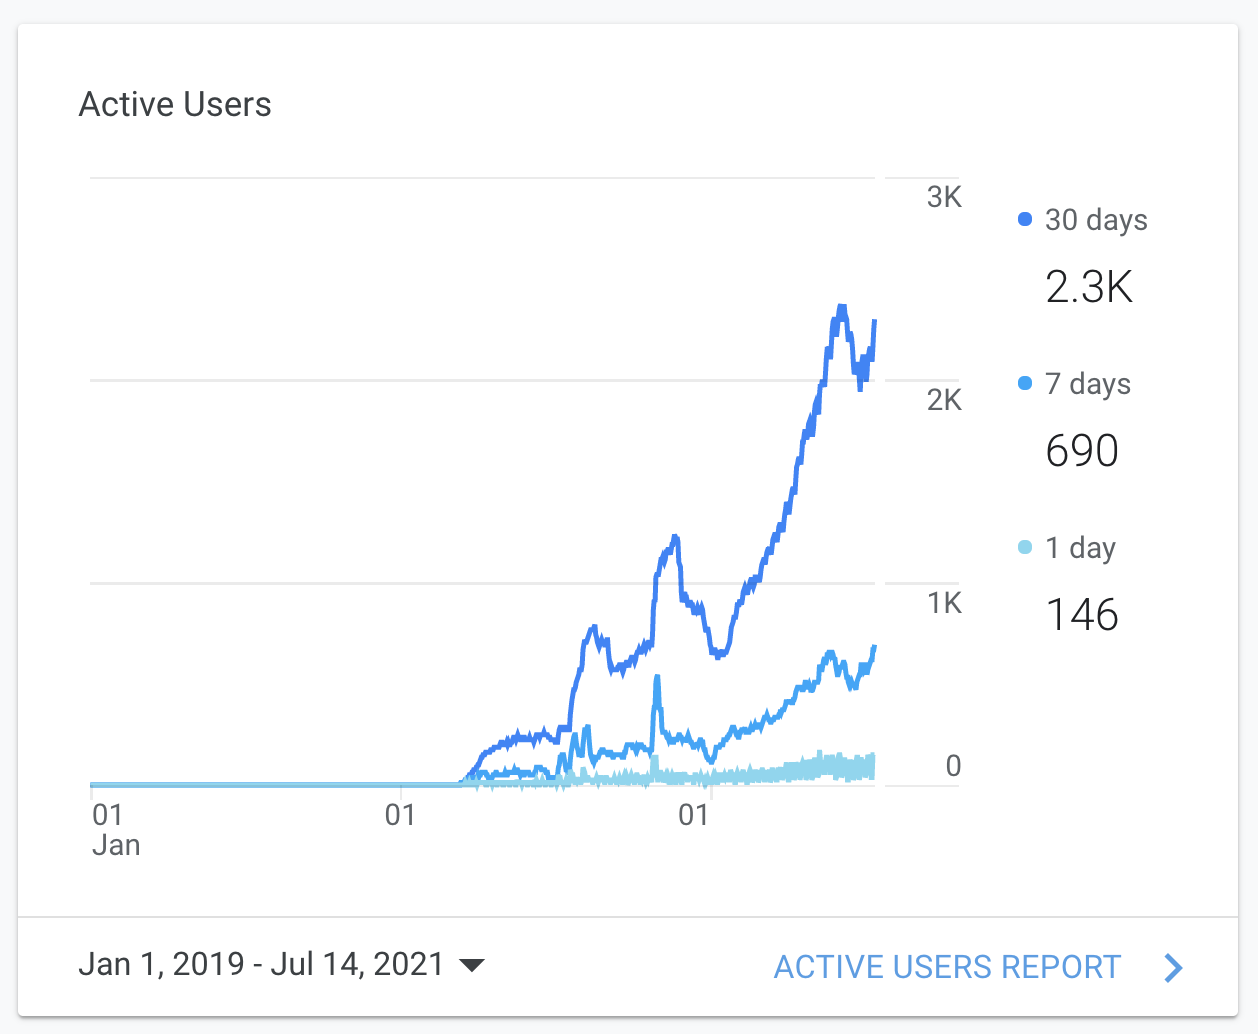 Active Users
3K
2K
1K
0
30 days
2.3K
7 days
690
1 day
146
01
Jan
01
01
Jan 1, 2019 - Jul 14, 2021
ACTIVE USERS REPORT